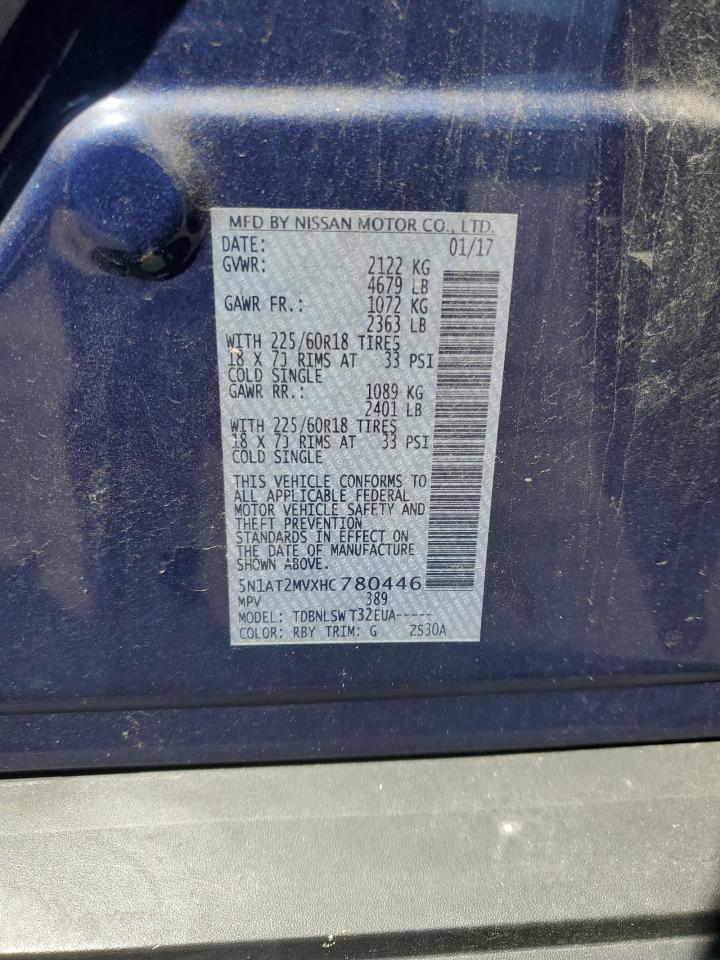 MFD BY NISSAN MOTOR CO., LTD.
DATE: 01/17
GVWR: 2122 KG
4679 LB
GAWR FR.: 1072 KG
2363 LB
WITH 225/60R18 TIRES
18 X 7J RIMS AT 33 PSI
COLD SINGLE
GAWR RR.: 1089 KG
2401 LB
WITH 225/60R18 TIRES
18 X 7J RIMS AT 33 PSI
COLD SINGLE
THIS VEHICLE CONFORMS TO
ALL APPLICABLE FEDERAL
MOTOR VEHICLE SAFETY AND
THEFT PREVENTION
STANDARDS IN EFFECT ON
THE DATE OF MANUFACTURE
SHOWN ABOVE.
5N1AT2MVXHC780446
MPV 389
MODEL: TDBNLSWT32EUA-----
COLOR: RBY TRIM: G ZS30A